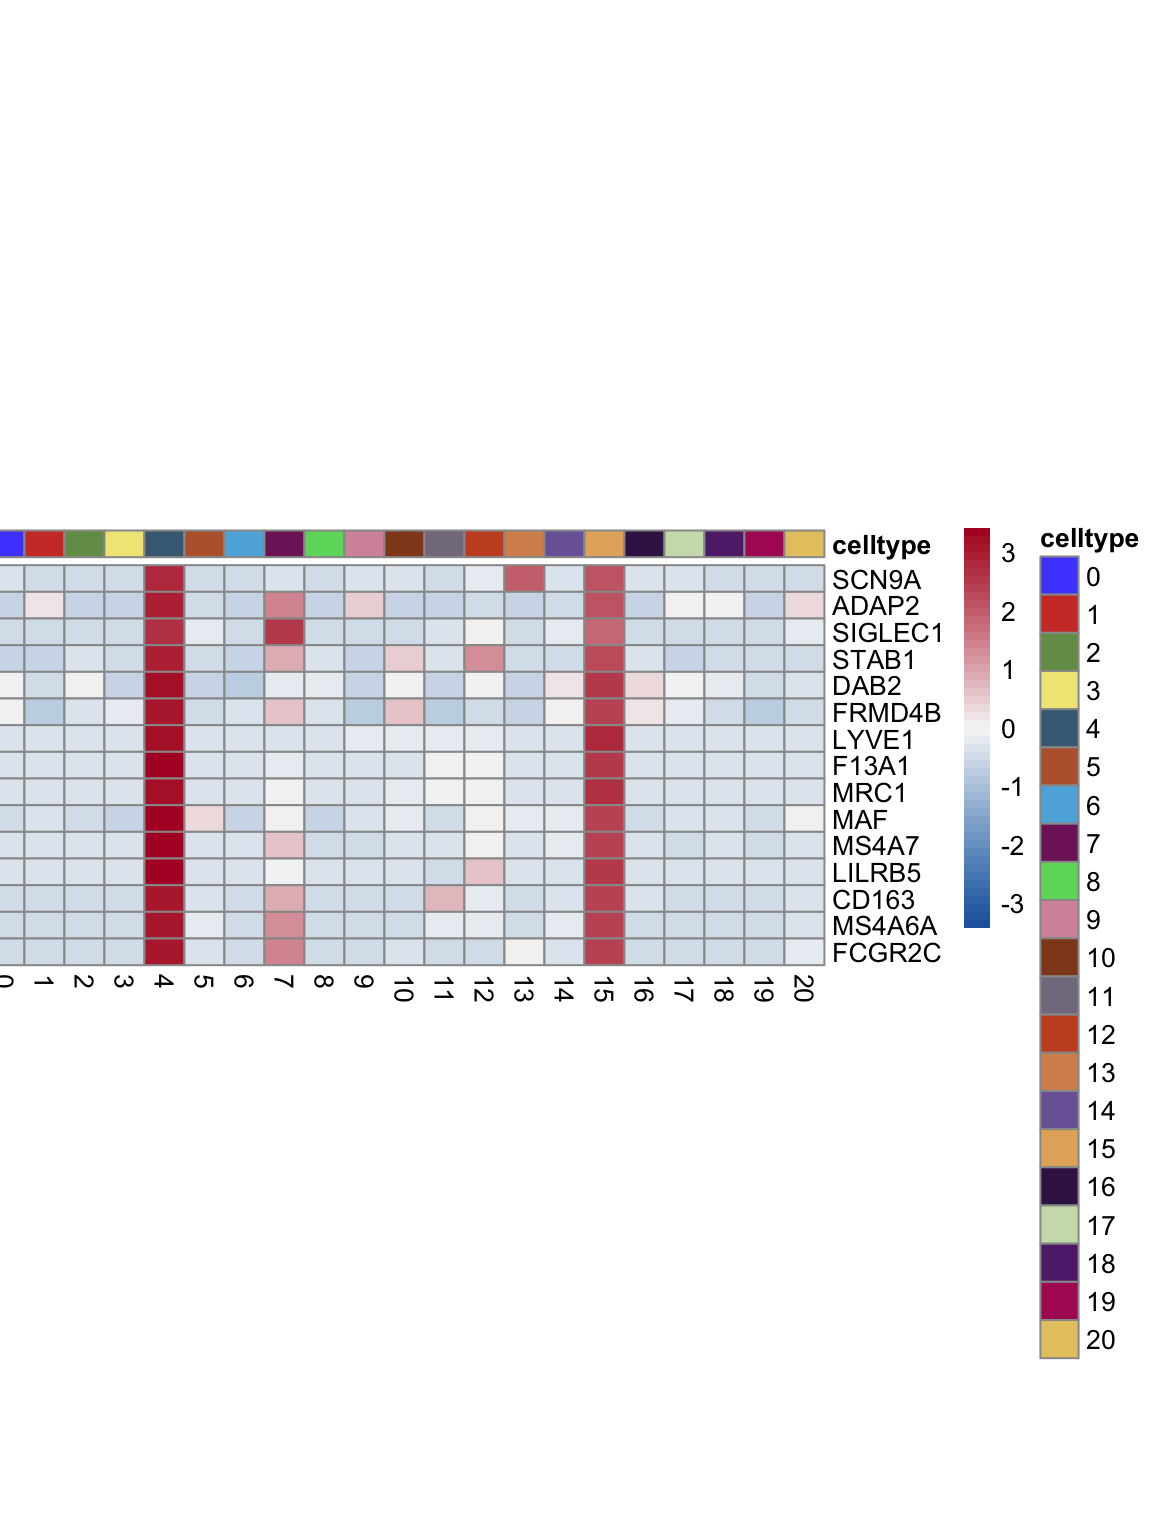 celltype
SCN9A
ADAP2
SIGLEC1
STAB1
DAB2
FRMD4B
LYVE1
F13A1
MRC1
MAF
MS4A7
LILRB5
CD163
MS4A6A
FCGR2C
0 1 2 3 4 5 6 7 8 9 10 11 12 13 14 15 16 17 18 19 20
3
2
1
0
-1
-2
-3
celltype
0
1
2
3
4
5
6
7
8
9
10
11
12
13
14
15
16
17
18
19
20